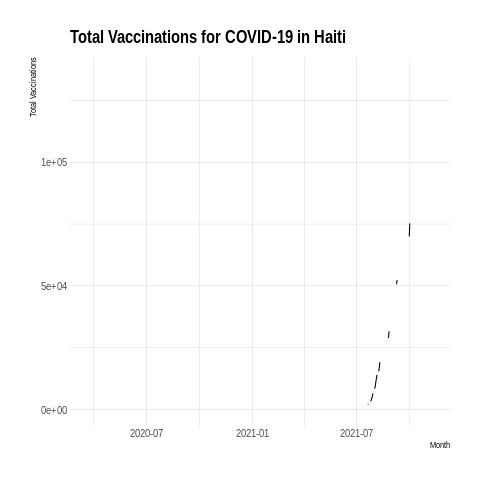 Total Vaccinations for COVID-19 in Haiti
Total Vaccinations
1e+05
5e+04
0e+00
2020-07
2021-01
2021-07
Month